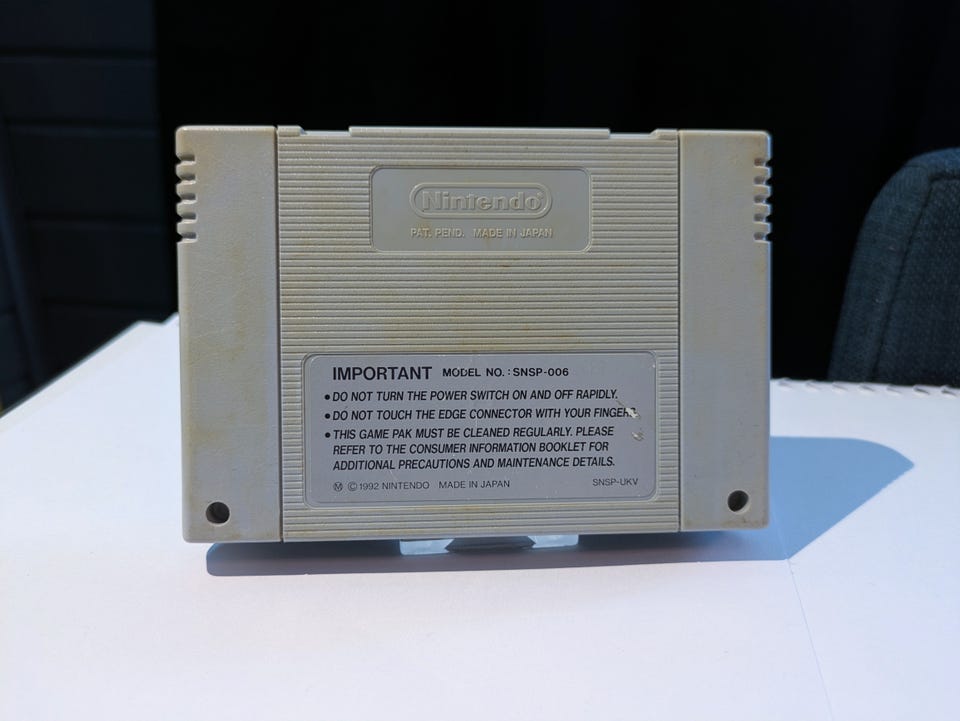 Nintendo®
PAT. PEND. MADE IN JAPAN
IMPORTANT MODEL NO. : SNSP-006
• DO NOT TURN THE POWER SWITCH ON AND OFF RAPIDLY.
• DO NOT TOUCH THE EDGE CONNECTOR WITH YOUR FINGERS.
• THIS GAME PAK MUST BE CLEANED REGULARLY. PLEASE
REFER TO THE CONSUMER INFORMATION BOOKLET FOR
ADDITIONAL PRECAUTIONS AND MAINTENANCE DETAILS.
Ⓜ © 1992 NINTENDO MADE IN JAPAN SNSP-UKV